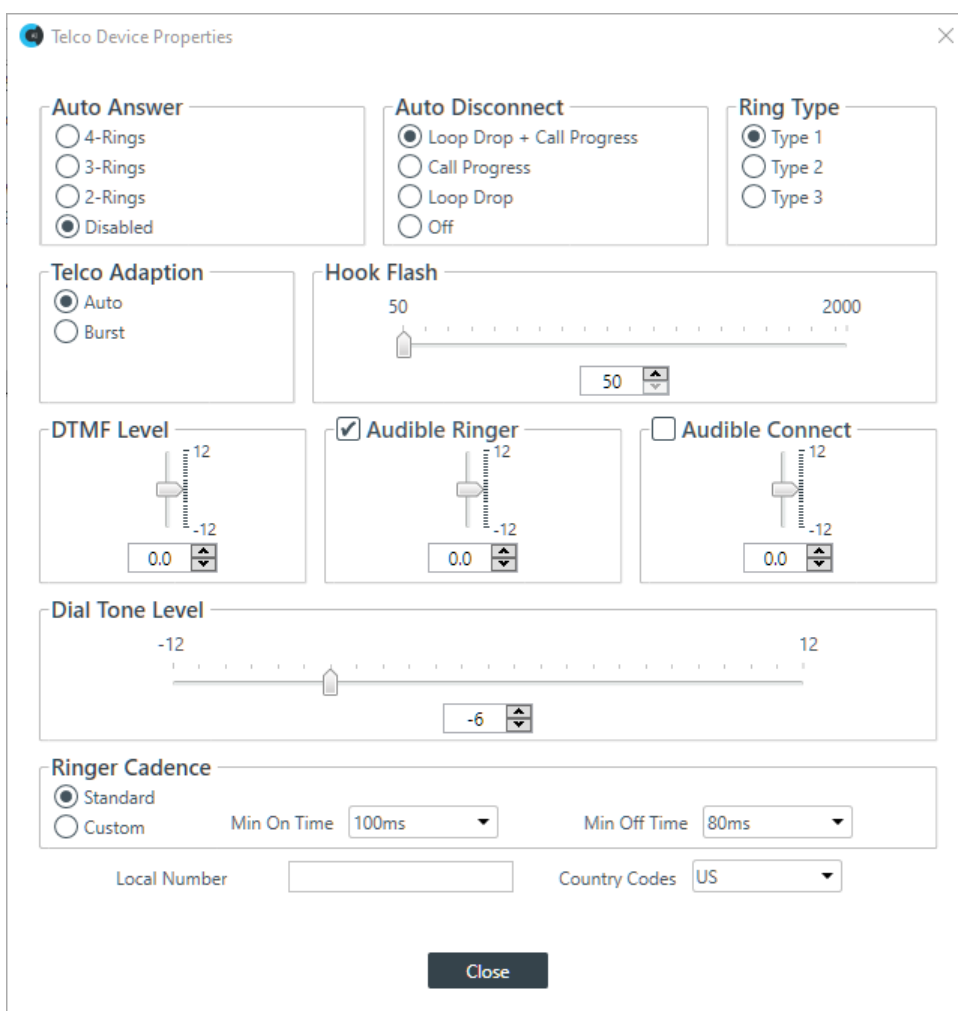 Telco Device Properties
Auto Answer
4-Rings
3-Rings
2-Rings
Disabled
Auto Disconnect
Loop Drop + Call Progress
Call Progress
Loop Drop
Off
Ring Type
Type 1
Type 2
Type 3
Telco Adaption
Auto
Burst
Hook Flash
50 2000
50
DTMF Level
12
-12
0.0
Audible Ringer
12
-12
0.0
Audible Connect
12
-12
0.0
Dial Tone Level
-12 12
-6
Ringer Cadence
Standard
Custom Min On Time 100ms Min Off Time 80ms
Local Number Country Codes US
Close